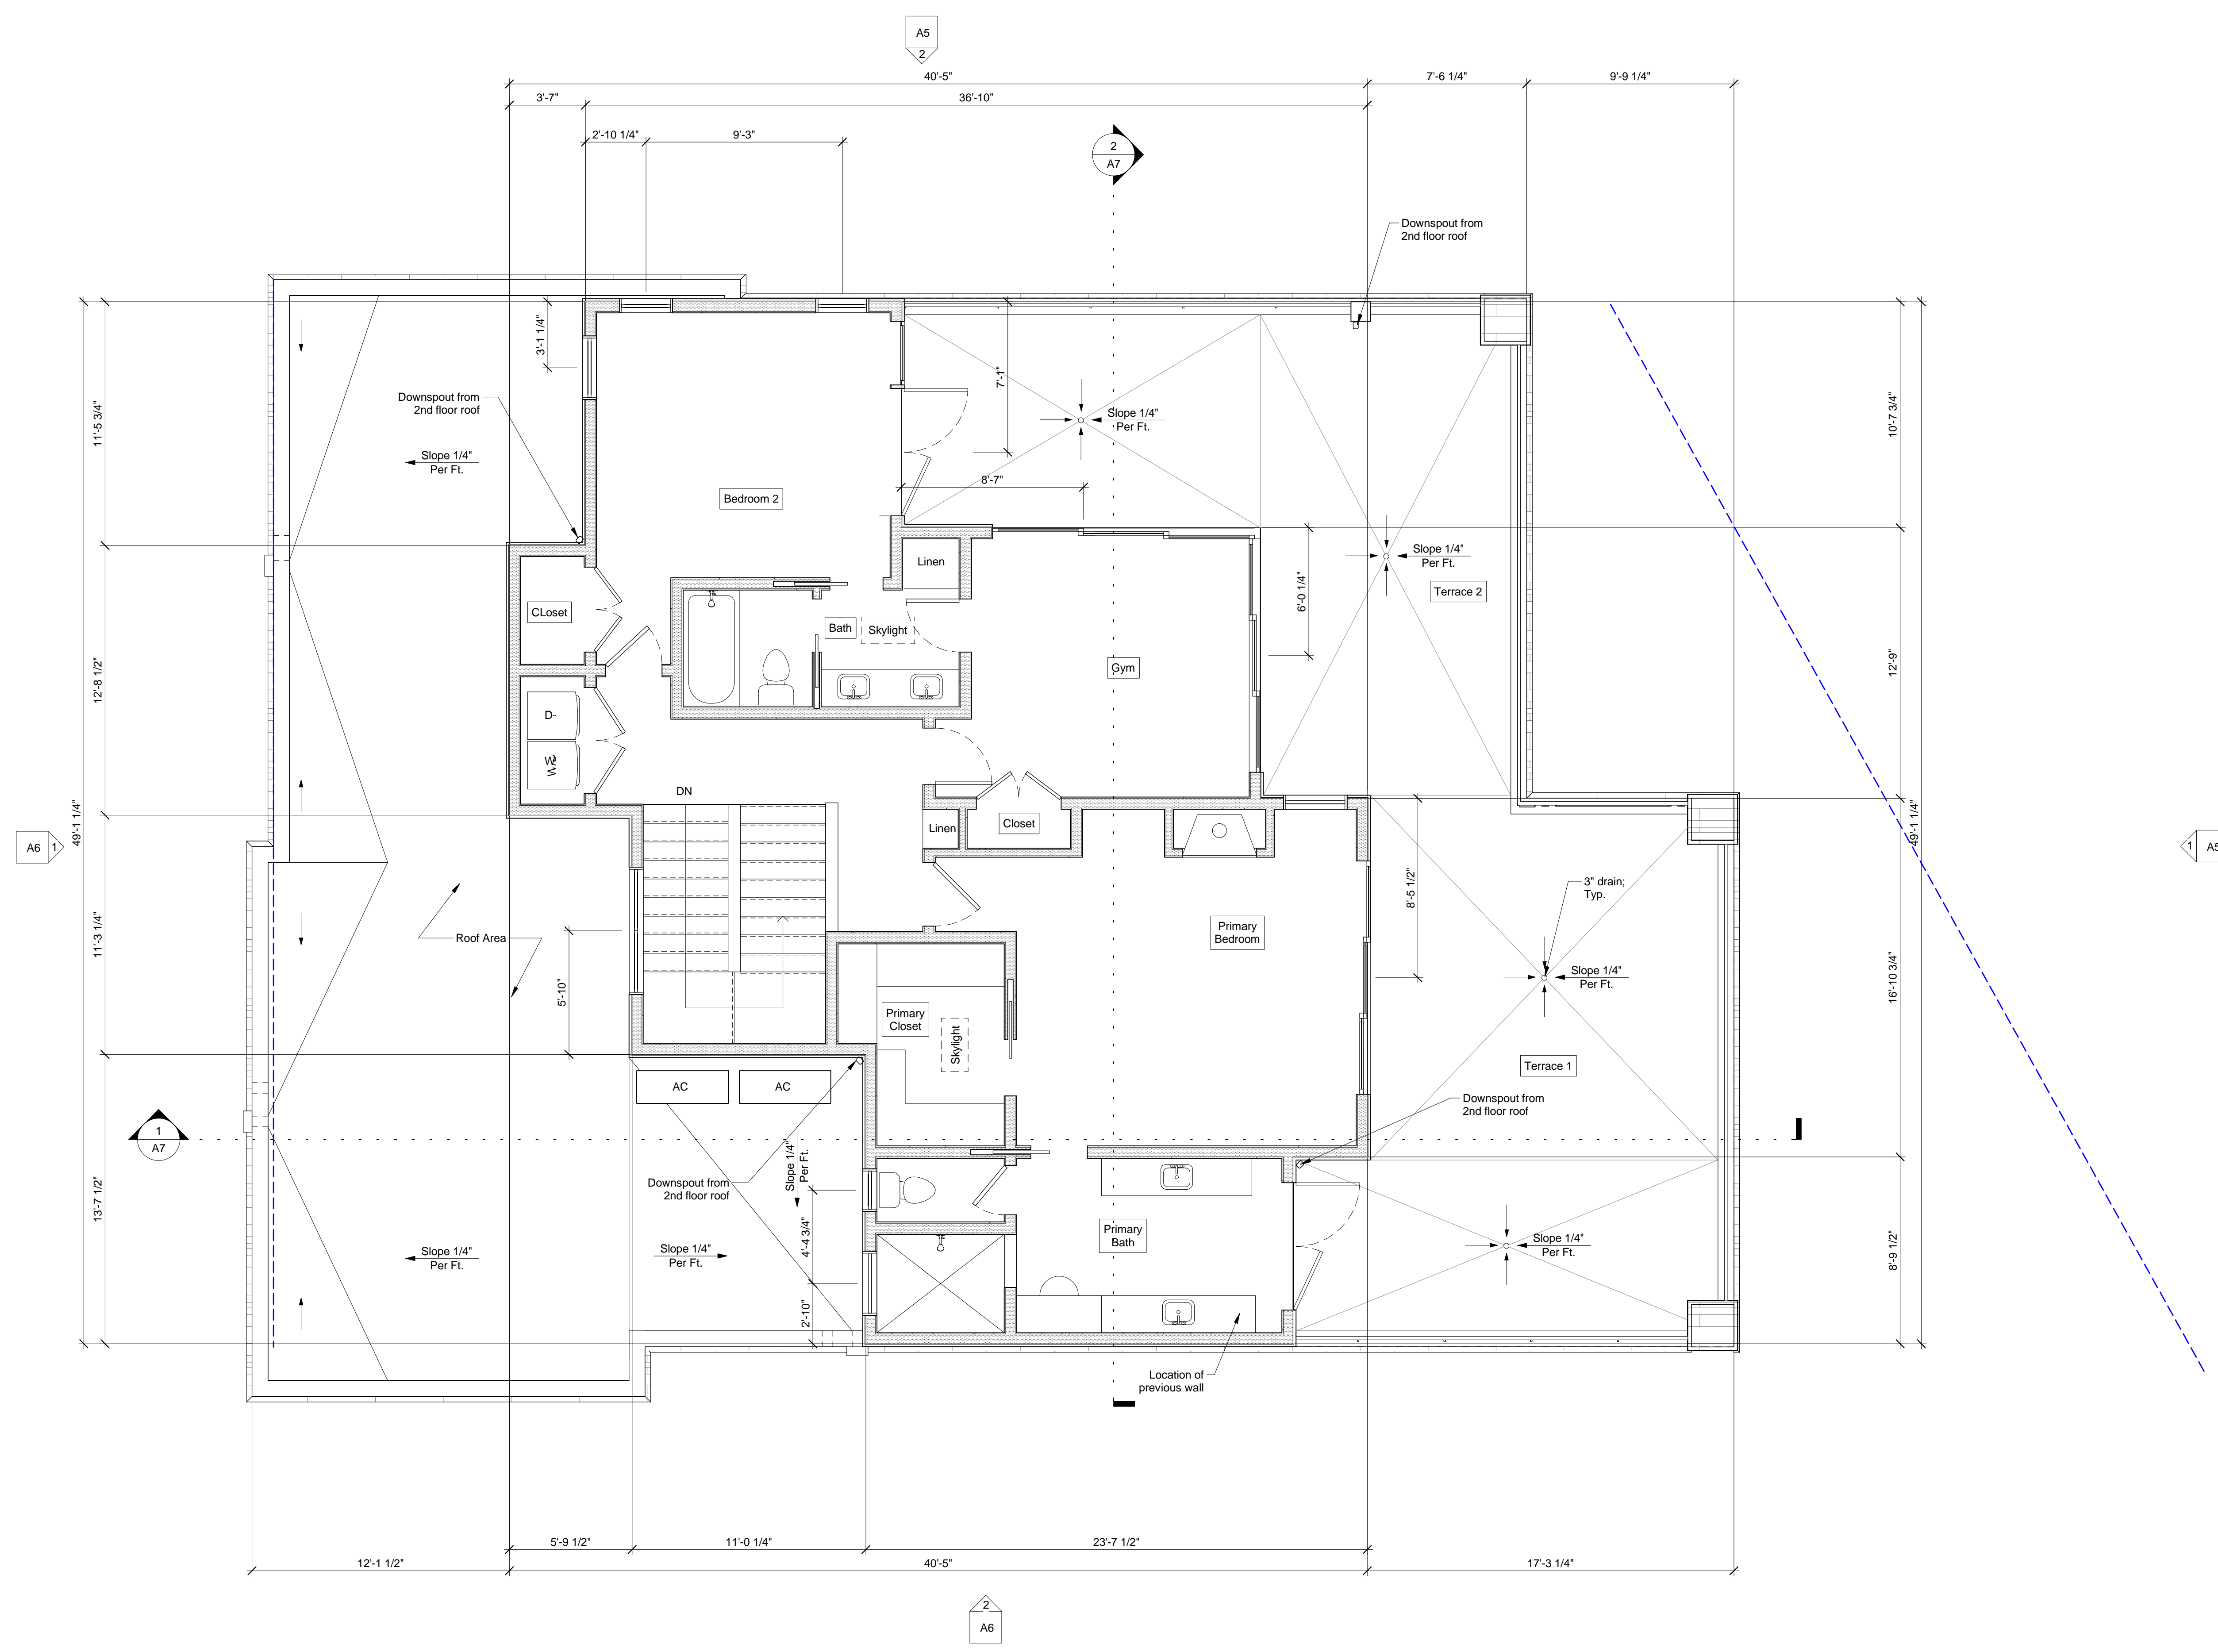 A5
2
40'-5"
7'-6 1/4"
9'-9 1/4"
3'-7"
36'-10"
2'-10 1/4"
9'-3"
2
A7
Downspout from
2nd floor roof
3'-1 1/4"
7'-1"
11'-5 3/4"
10'-7 3/4"
Downspout from
2nd floor roof
Slope 1/4"
Per Ft.
Slope 1/4"
Per Ft.
Bedroom 2
8'-7"
Linen
Slope 1/4"
Per Ft.
Terrace 2
6'-0 1/4"
CLoset
Bath
Skylight
Gym
12'-8 1/2"
12'-9"
D
W
DN
Linen
Closet
49'-1 1/4"
49'-1 1/4"
A6
1
1
A5
8'-5 1/2"
3" drain;
Typ.
Roof Area
Primary
Bedroom
11'-3 1/4"
5'-10"
Slope 1/4"
Per Ft.
16'-10 3/4"
Primary
Closet
Skylight
Terrace 1
AC
AC
Downspout from
2nd floor roof
1
A7
Slope 1/4"
Per Ft.
Downspout from
2nd floor roof
13'-7 1/2"
4'-4 3/4"
Primary
Bath
Slope 1/4"
Per Ft.
Slope 1/4"
Per Ft.
Slope 1/4"
Per Ft.
8'-9 1/2"
2'-10"
Location of
previous wall
5'-9 1/2"
11'-0 1/4"
23'-7 1/2"
12'-1 1/2"
40'-5"
17'-3 1/4"
2
A6